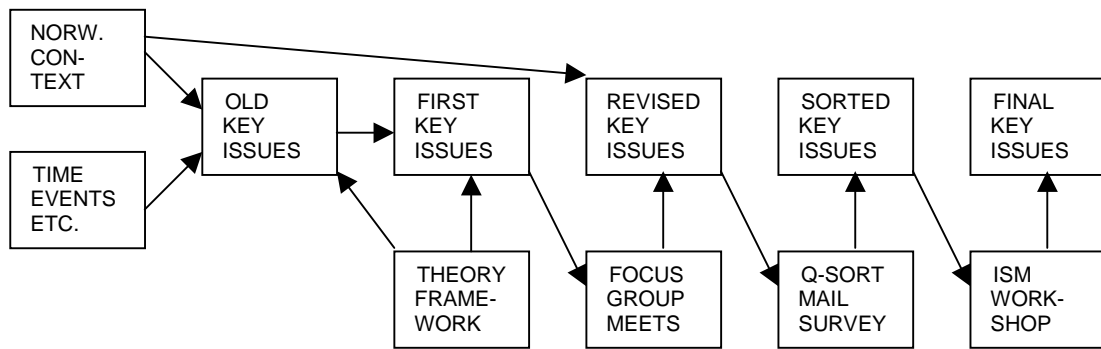 NORW.
CON-
TEXT
OLD
KEY
ISSUES
FIRST
KEY
ISSUES
REVISED
KEY
ISSUES
SORTED
KEY
ISSUES
FINAL
KEY
ISSUES
TIME
EVENTS
ETC.
THEORY
FRAME-
WORK
FOCUS
GROUP
MEETS
Q-SORT
MAIL
SURVEY
ISM
WORK-
SHOP